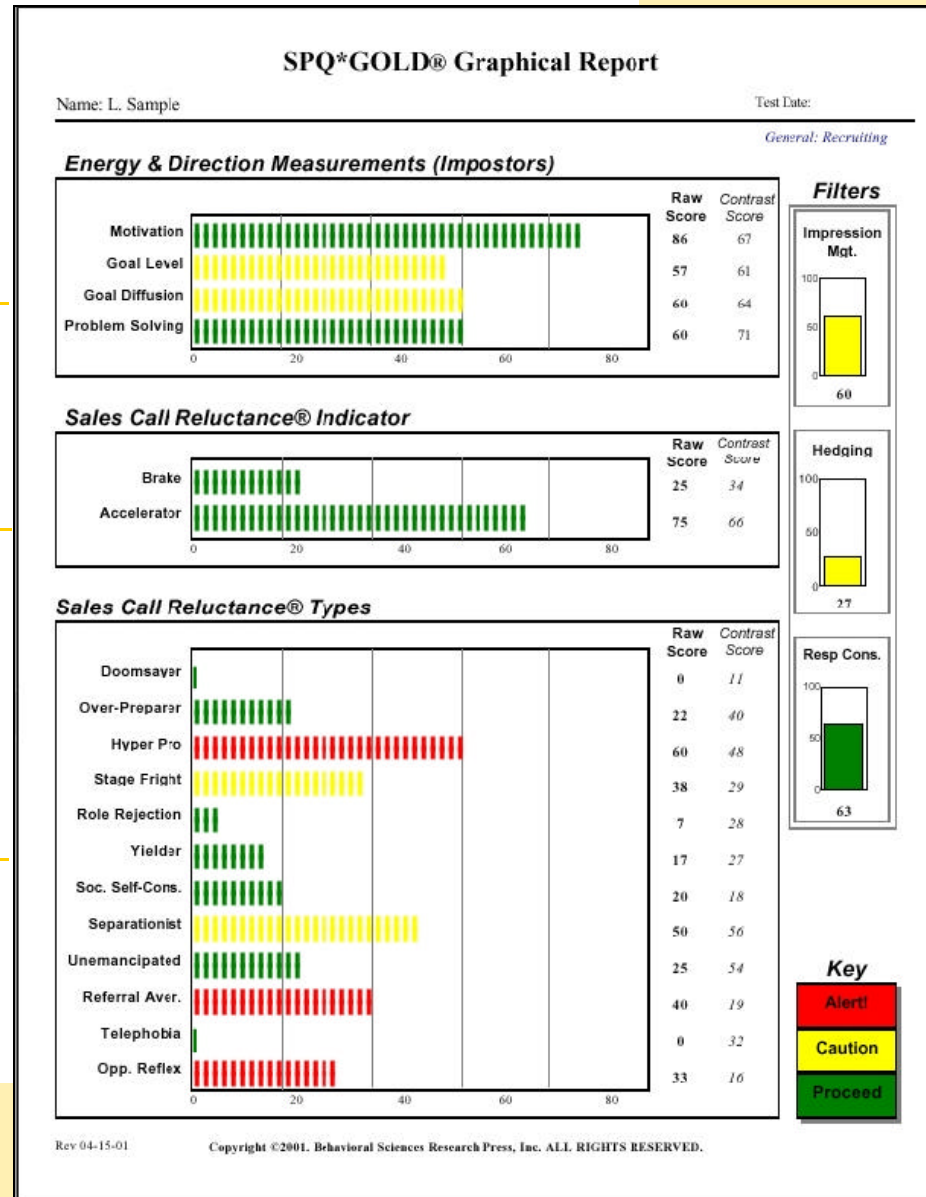 SPQ*GOLD® Graphical Report
Name: L. Sample Test Date:
General: Recruiting
Energy & Direction Measurements (Impostors)
Raw Score Contrast Score
Motivation 86 67
Goal Level 57 61
Goal Diffusion 60 64
Problem Solving 60 71
0 20 40 60 80
Filters
Impression Mgt.
100
50
0
60
Sales Call Reluctance® Indicator
Raw Score Contrast Score
Brake 25 34
Accelerator 75 66
0 20 40 60 80
Hedging
100
50
0
27
Sales Call Reluctance® Types
Raw Score Contrast Score
Doomsayer 0 11
Over-Preparer 22 40
Hyper Pro 60 48
Stage Fright 38 29
Role Rejection 7 28
Yielder 17 27
Soc. Self-Cons. 20 18
Separationist 50 56
Unemancipated 25 54
Referral Aver. 40 19
Telephobia 0 32
Opp. Reflex 33 16
0 20 40 60 80
Resp Cons.
100
50
0
63
Key
Alert!
Caution
Proceed
Rev 04-15-01 Copyright ©2001. Behavioral Sciences Research Press, Inc. ALL RIGHTS RESERVED.